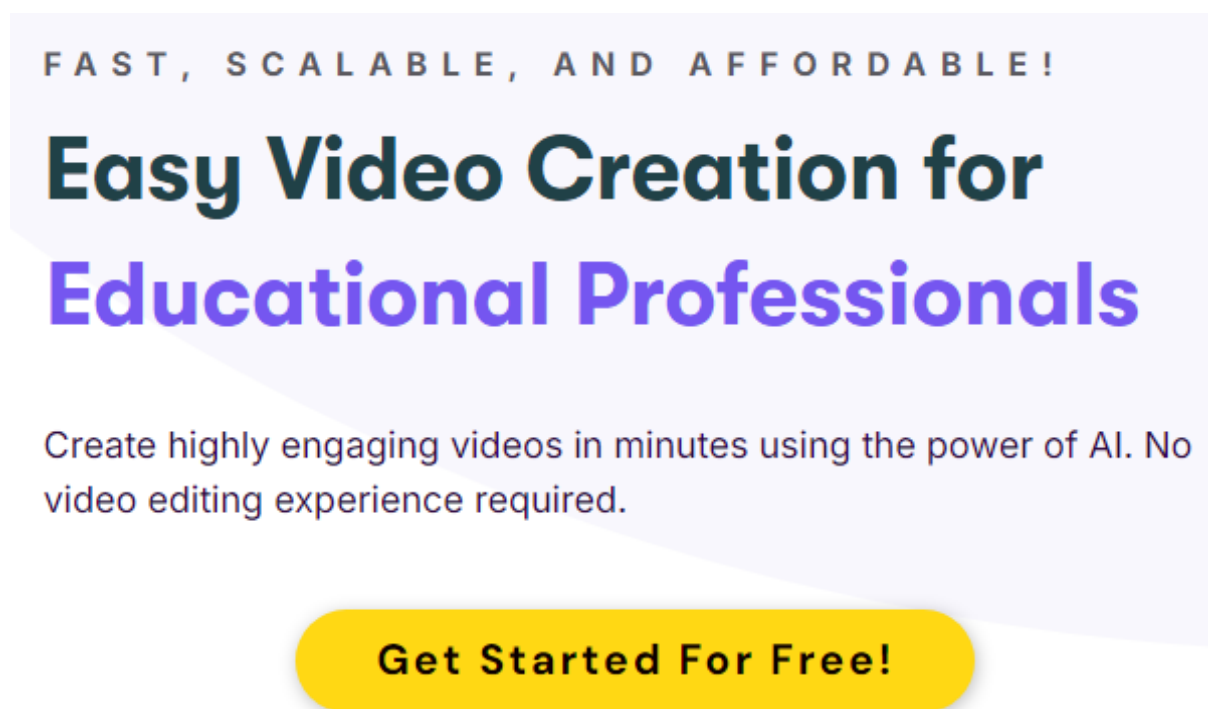 FAST, SCALABLE, AND AFFORDABLE!
Easy Video Creation for
Educational Professionals
Create highly engaging videos in minutes using the power of AI. No
video editing experience required.
Get Started For Free!